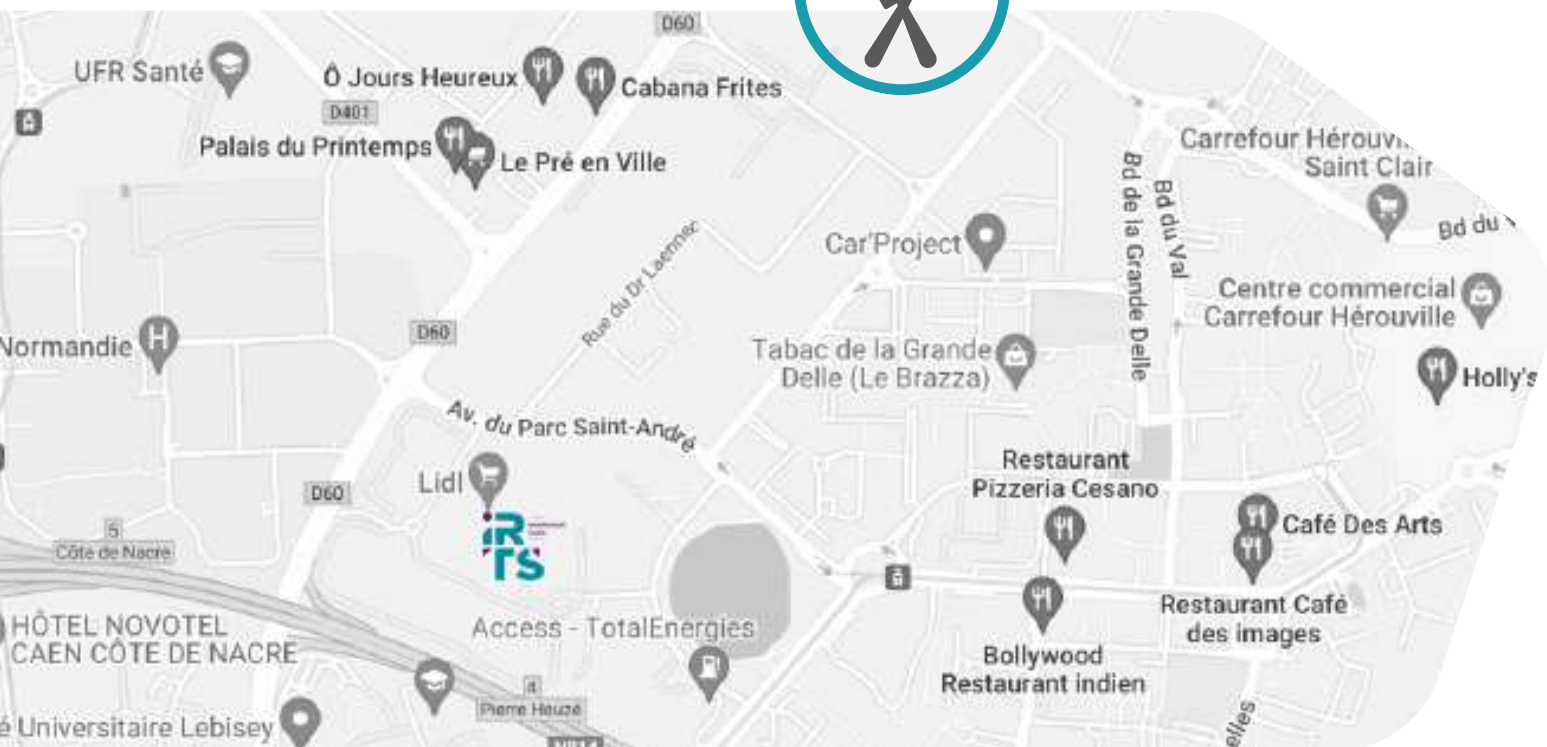 D60
UFR Santé
Ô Jours Heureux
Cabana Frites
D401
Palais du Printemps
Le Pré en Ville
Carrefour Hérouvi
Saint Clair
Bd de la Grande Delle
Bd du Val
Bd du
Rue du Dr Laennec
Car'Project
Centre commercial
Carrefour Hérouville
Normandie
H
D60
Tabac de la Grande
Delle (Le Brazza)
Holly's
Av. du Parc Saint-André
Restaurant
Pizzeria Cesano
Lidl
D60
iR
TS
Café Des Arts
5
Côte de Nacre
Restaurant Café
des images
HÔTEL NOVOTEL
CAEN CÔTE DE NACRE
Access - TotalEnergies
Bollywood
Restaurant indien
4
Pierre Heuzé
é Universitaire Lebisey
elles